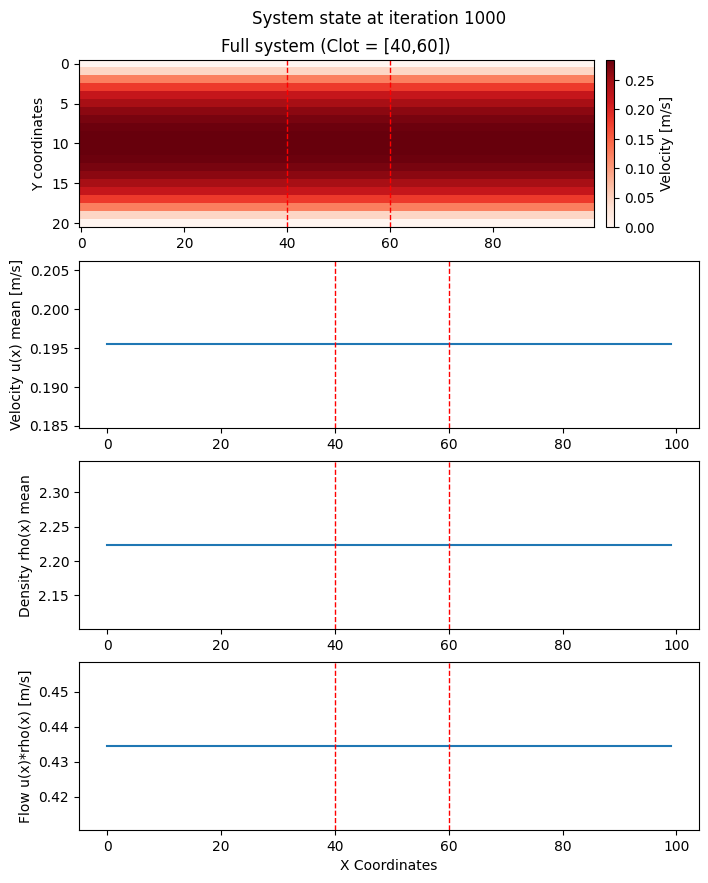 System state at iteration 1000
Full system (Clot = [40,60])
Y coordinates
0
5
10
15
20
0 20 40 60 80
0.25
0.20
0.15
0.10
0.05
0.00
Velocity [m/s]
Velocity u(x) mean [m/s]
0.205
0.200
0.195
0.190
0.185
0 20 40 60 80 100
Density rho(x) mean
2.30
2.25
2.20
2.15
0 20 40 60 80 100
Flow u(x)*rho(x) [m/s]
0.45
0.44
0.43
0.42
0 20 40 60 80 100
X Coordinates